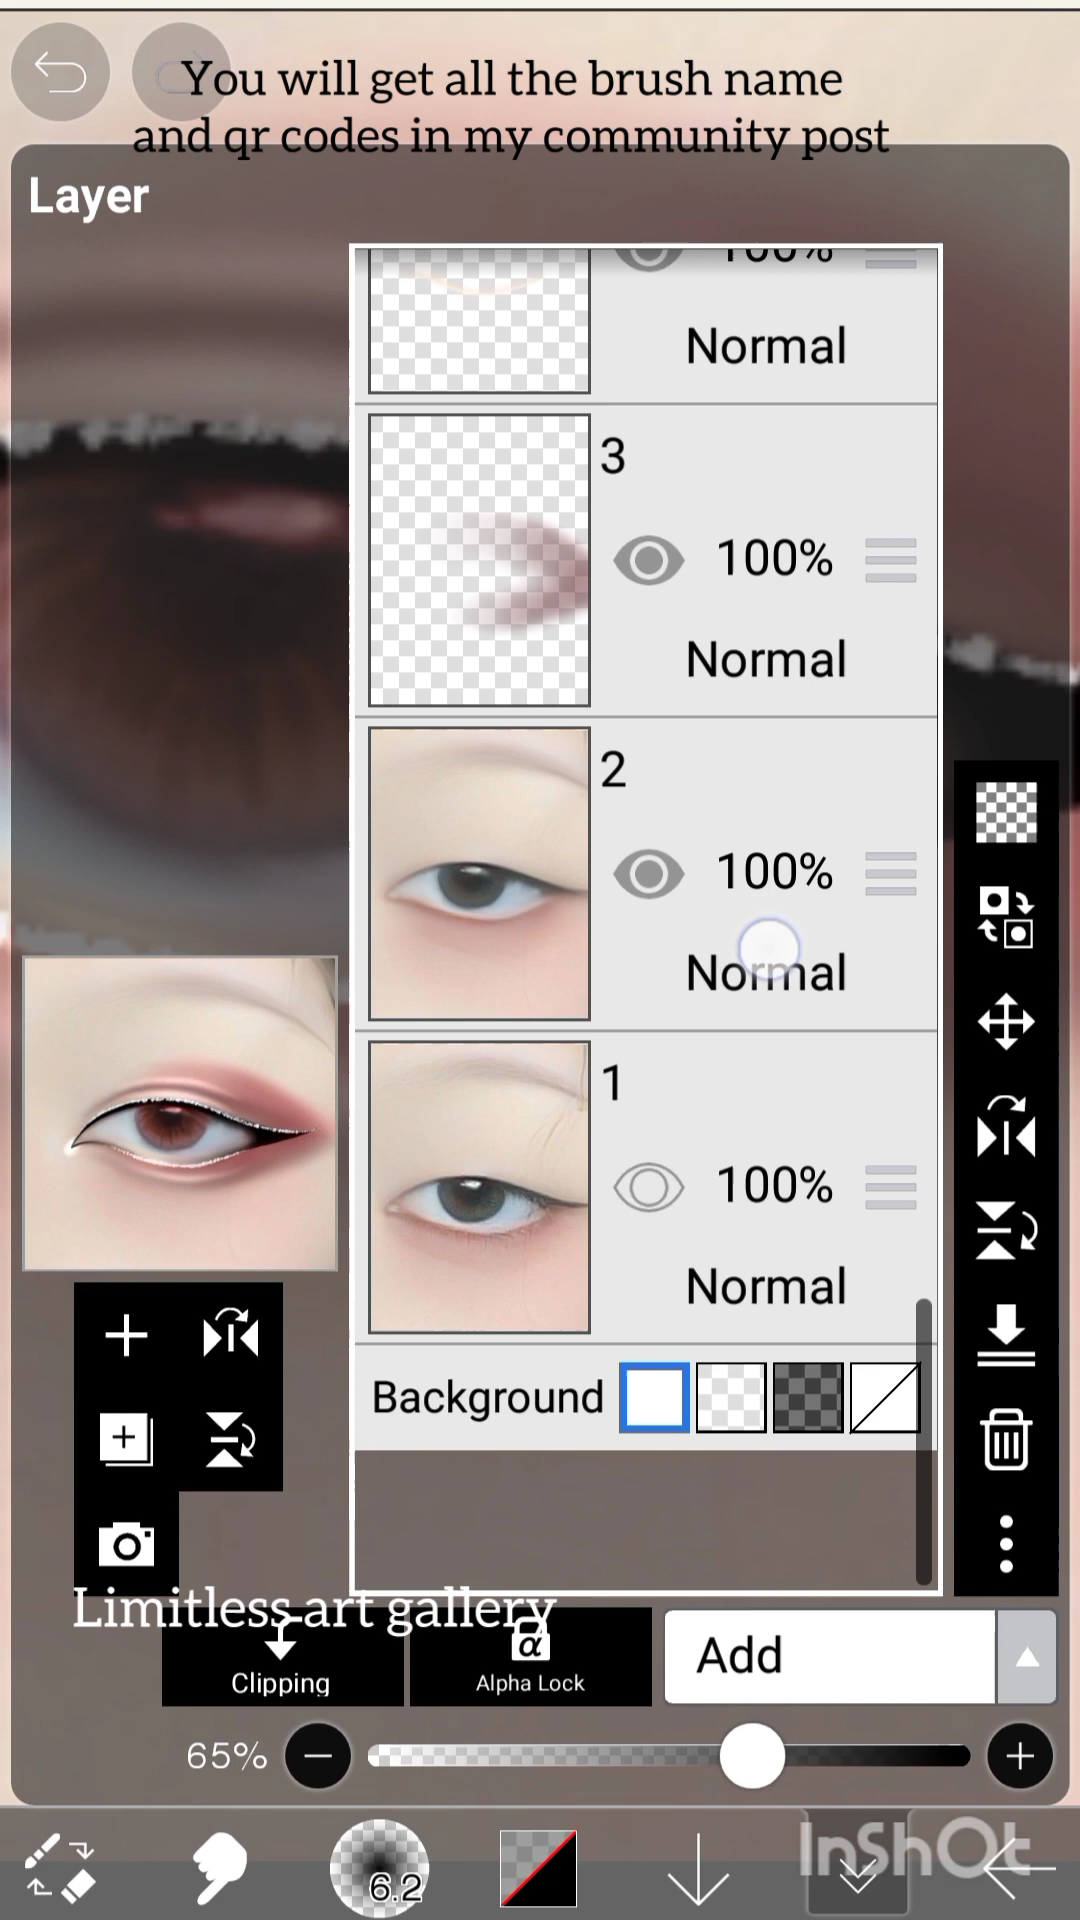 You will get all the brush name
and qr codes in my community post
Layer
100%
Normal
3
100%
Normal
2
100%
Normal
1
100%
Normal
Background
Limitless art gallery
α
Clipping
Alpha Lock
Add
65%
6.2
InShOt